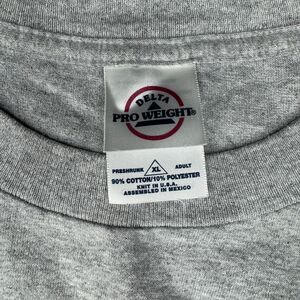 DELTA
PRO WEIGHT®
PRESHRUNK XL ADULT
90% COTTON/10% POLYESTER
KNIT IN U.S.A.
ASSEMBLED IN MEXICO